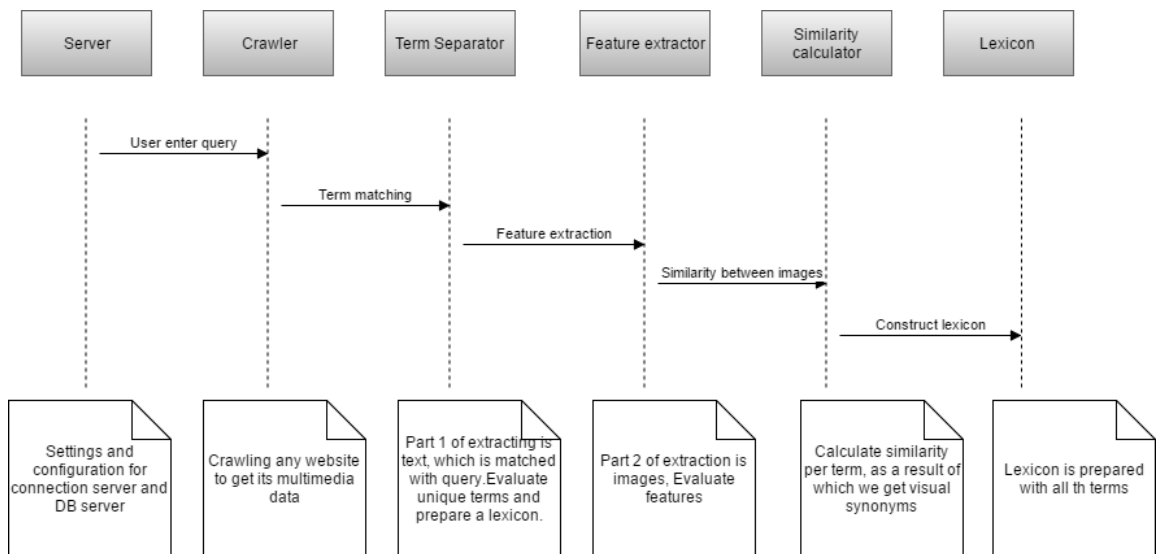 Server
Crawler
Term Separator
Feature extractor
Similarity
calculator
Lexicon
User enter query
Term matching
Feature extraction
Similarity between images
Construct lexicon
Settings and
configuration for
connection server and
DB server
Crawling any website
to get its multimedia
data
Part 1 of extracting is
text, which is matched
with query.Evaluate
unique terms and
prepare a lexicon.
Part 2 of extraction is
images, Evaluate
features
Calculate similarity
per term, as a result of
which we get visual
synonyms
Lexicon is prepared
with all th terms